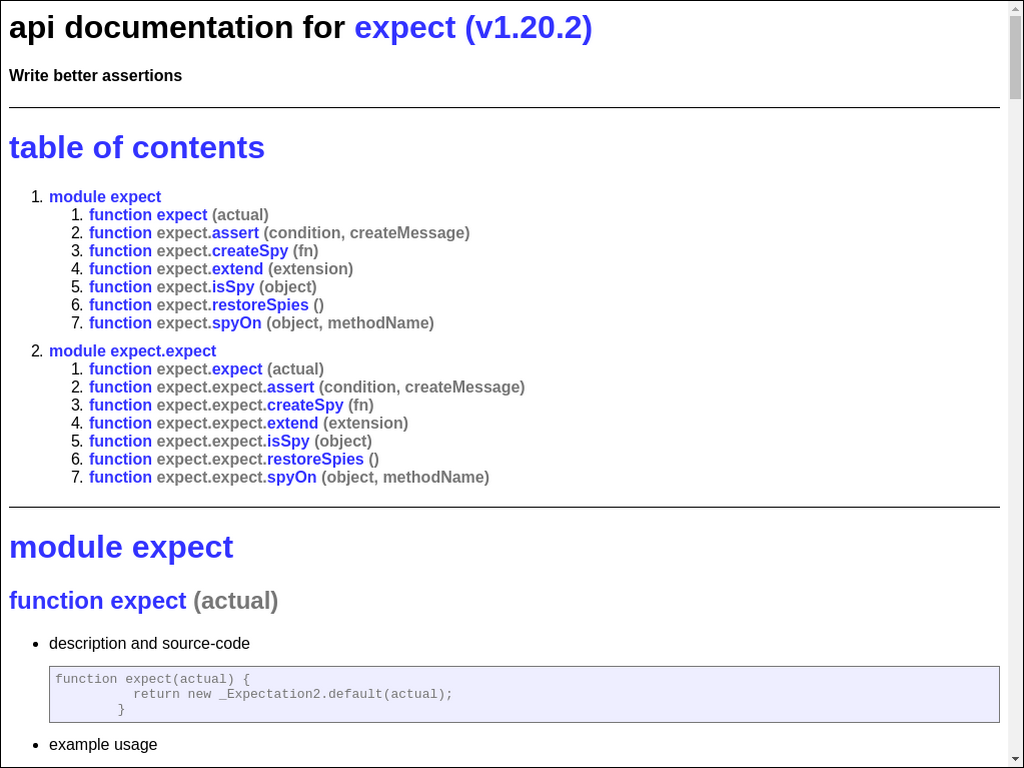 api documentation for expect (v1.20.2)
Write better assertions
table of contents
1. module expect
1. function expect (actual)
2. function expect.assert (condition, createMessage)
3. function expect.createSpy (fn)
4. function expect.extend (extension)
5. function expect.isSpy (object)
6. function expect.restoreSpies ()
7. function expect.spyOn (object, methodName)
2. module expect.expect
1. function expect.expect (actual)
2. function expect.expect.assert (condition, createMessage)
3. function expect.expect.createSpy (fn)
4. function expect.expect.extend (extension)
5. function expect.expect.isSpy (object)
6. function expect.expect.restoreSpies ()
7. function expect.expect.spyOn (object, methodName)
module expect
function expect (actual)
• description and source-code
function expect(actual) {
return new _Expectation2.default(actual);
}
• example usage